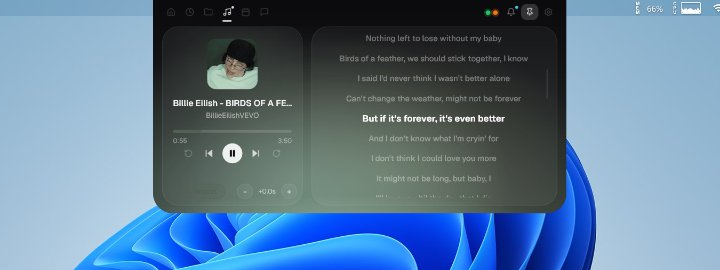 66%
Nothing left to lose without my baby
Birds of a feather, we should stick together, I know
I said I'd never think I wasn't better alone
Can't change the weather, might not be forever
But if it's forever, it's even better
And I don't know what I'm cryin' for
I don't think I could love you more
It might not be long, but baby, I
Billie Eilish - BIRDS OF A FE...
BillieEilishVEVO
0:55
3:50
- +0.0s +